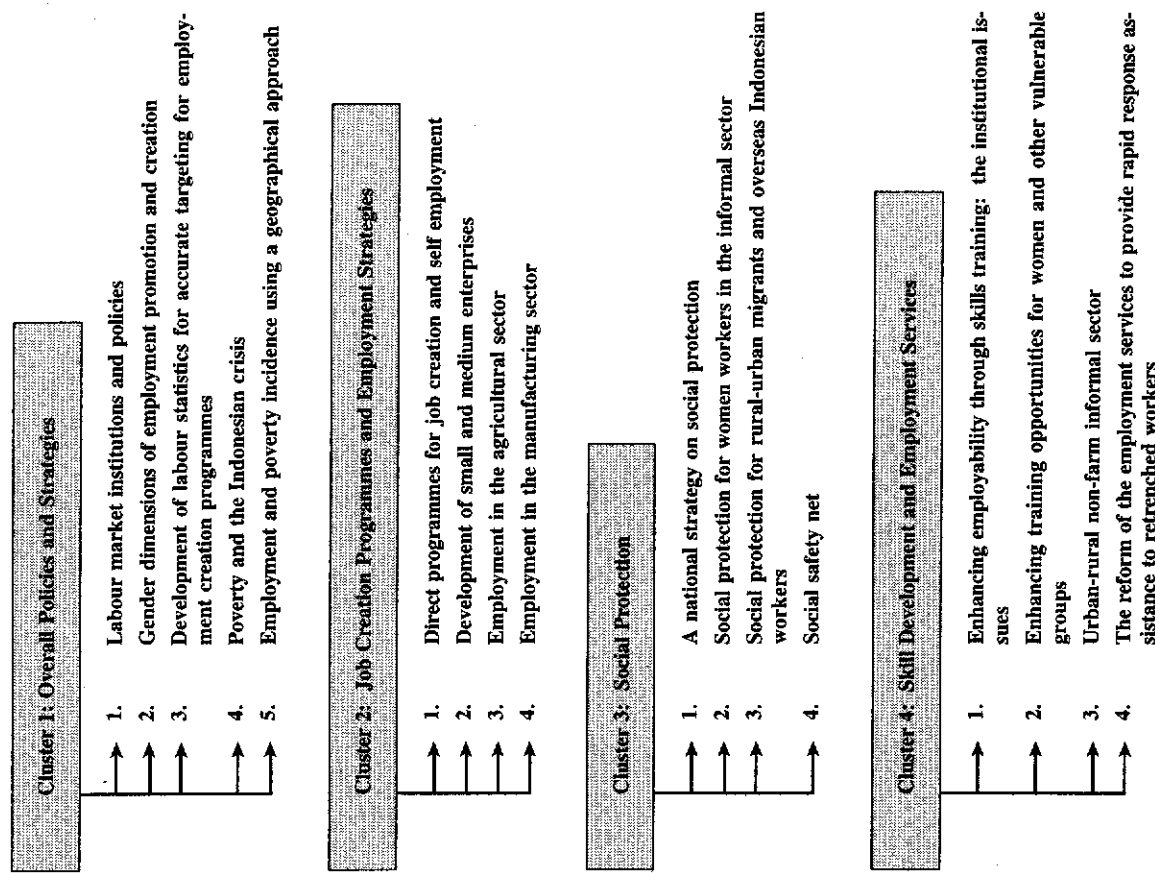 Cluster 1: Overall Policies and Strategies
1. Labour market institutions and policies
2. Gender dimensions of employment promotion and creation
3. Development of labour statistics for accurate targeting for employ-
ment creation programmes
4. Poverty and the Indonesian crisis
5. Employment and poverty incidence using a geographical approach
Cluster 2: Job Creation Programmes and Employment Strategies
1. Direct programmes for job creation and self employment
2. Development of small and medium enterprises
3. Employment in the agricultural sector
4. Employment in the manufacturing sector
Cluster 3: Social Protection
1. A national strategy on social protection
2. Social protection for women workers in the informal sector
3. Social protection for rural-urban migrants and overseas Indonesian
workers
4. Social safety net
Cluster 4: Skill Development and Employment Services
1. Enhancing employability through skills training: the institutional is-
sues
2. Enhancing training opportunities for women and other vulnerable
groups
3. Urban-rural non-farm informal sector
4. The reform of the employment services to provide rapid response as-
sistance to retrenched workers